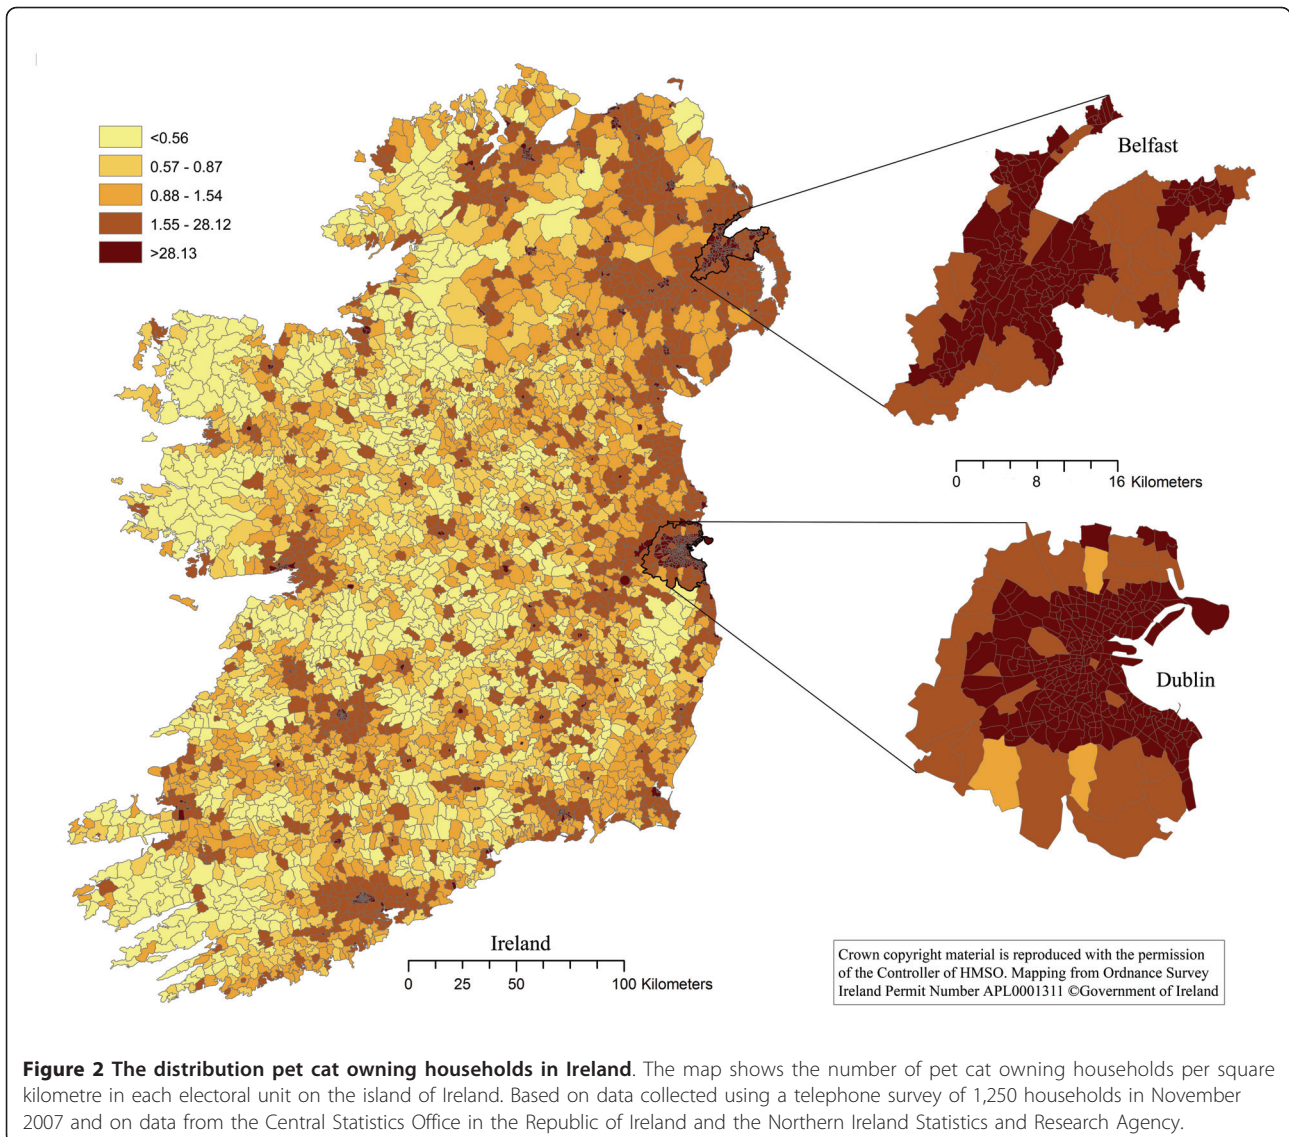 <0.56
0.57 - 0.87
0.88 - 1.54
1.55 - 28.12
>28.13
Belfast
0 8 16 Kilometers
Dublin
Ireland
0 25 50 100 Kilometers
Crown copyright material is reproduced with the permission
of the Controller of HMSO. Mapping from Ordnance Survey
Ireland Permit Number APL0001311 ©Government of Ireland
Figure 2 The distribution pet cat owning households in Ireland. The map shows the number of pet cat owning households per square
kilometre in each electoral unit on the island of Ireland. Based on data collected using a telephone survey of 1,250 households in November
2007 and on data from the Central Statistics Office in the Republic of Ireland and the Northern Ireland Statistics and Research Agency.